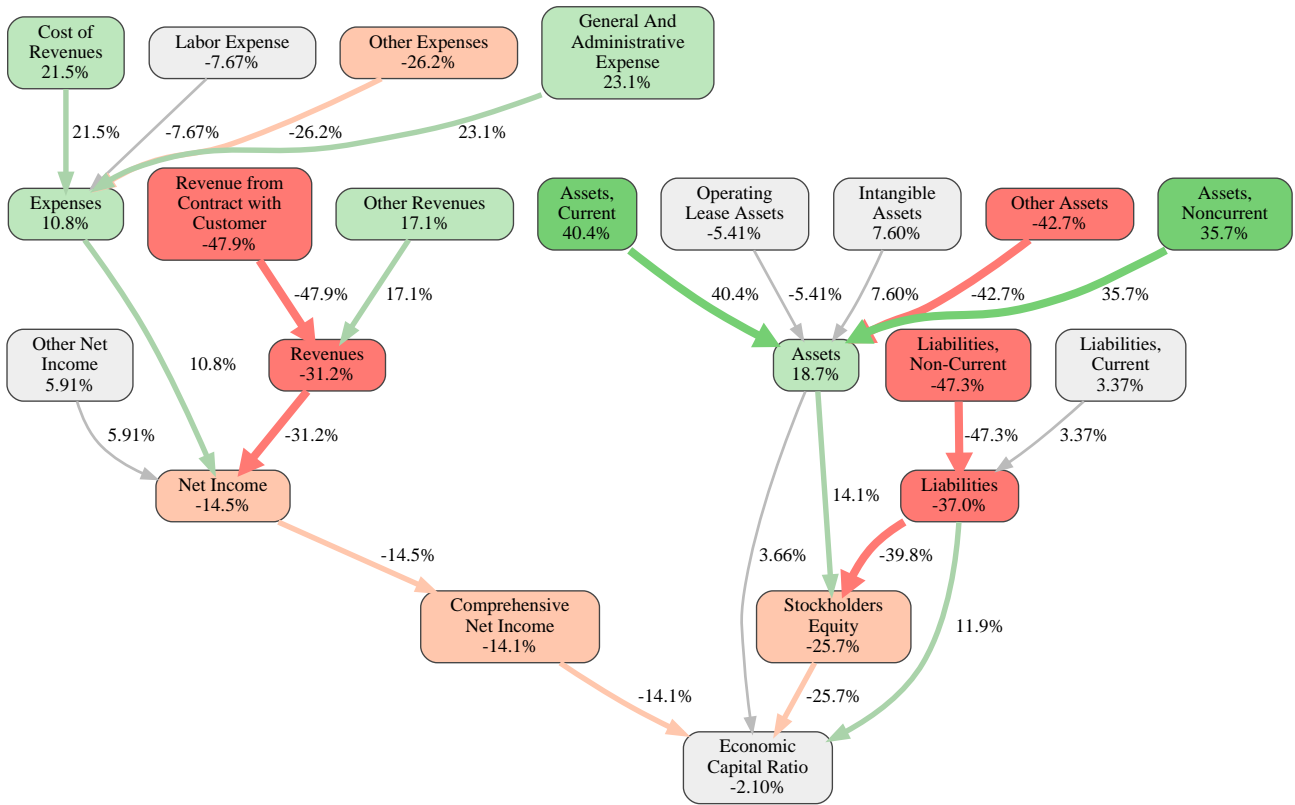 Cost of
Revenues
21.5%
Labor Expense
-7.67%
Other Expenses
-26.2%
General And
Administrative
Expense
23.1%
21.5%
-7.67%
-26.2%
23.1%
Expenses
10.8%
Revenue from
Contract with
Customer
-47.9%
Other Revenues
17.1%
Assets,
Current
40.4%
Operating
Lease Assets
-5.41%
Intangible
Assets
7.60%
Other Assets
-42.7%
Assets,
Noncurrent
35.7%
-47.9%
17.1%
40.4%
-5.41%
7.60%
-42.7%
35.7%
Other Net
Income
5.91%
10.8%
Revenues
-31.2%
Assets
18.7%
Liabilities,
Non-Current
-47.3%
Liabilities,
Current
3.37%
5.91%
-31.2%
-47.3%
3.37%
Net Income
-14.5%
14.1%
Liabilities
-37.0%
-14.5%
3.66%
-39.8%
Comprehensive
Net Income
-14.1%
Stockholders
Equity
-25.7%
11.9%
-14.1%
-25.7%
Economic
Capital Ratio
-2.10%